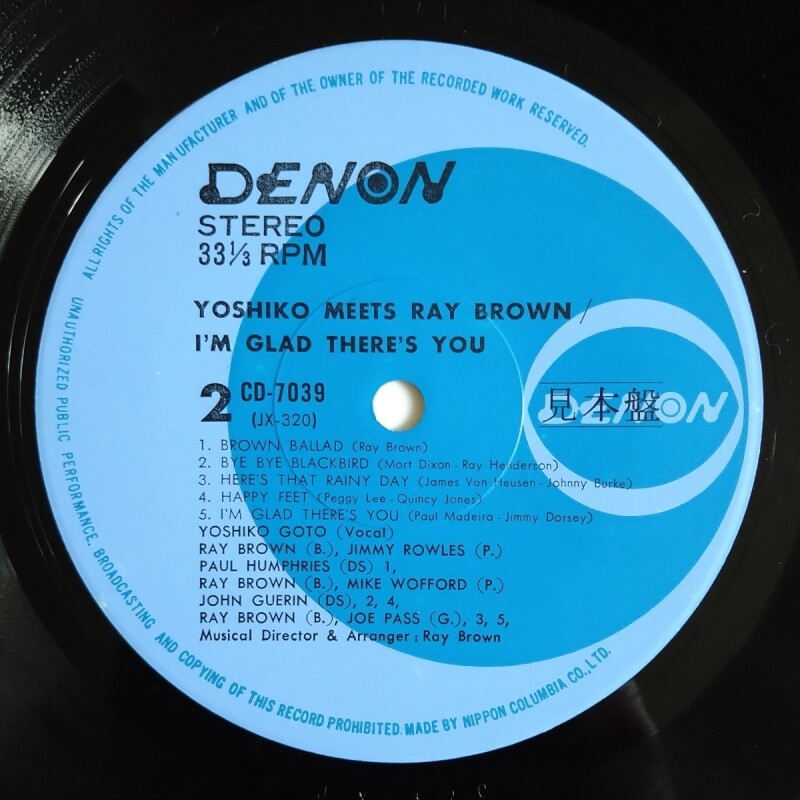 ALL RIGHTS OF THE MANUFACTURER AND OF THE OWNER OF THE RECORDED WORK RESERVED.
UNAUTHORIZED PUBLIC PERFORMANCE, BROADCASTING AND COPYING OF THIS RECORD PROHIBITED. MADE BY NIPPON COLUMBIA CO., LTD.
DENON
STEREO
33⅓ RPM
YOSHIKO MEETS RAY BROWN /
I'M GLAD THERE'S YOU
2 CD-7039
(JX-320)
DENON
見本盤
1. BROWN BALLAD (Ray Brown)
2. BYE BYE BLACKBIRD (Mort Dixon - Ray Henderson)
3. HERE'S THAT RAINY DAY (James Van Heusen - Johnny Burke)
4. HAPPY FEET (Peggy Lee - Quincy Jones)
5. I'M GLAD THERE'S YOU (Paul Madeira - Jimmy Dorsey)
YOSHIKO GOTO (Vocal)
RAY BROWN (B.), JIMMY ROWLES (P.)
PAUL HUMPHRIES (DS) 1,
RAY BROWN (B.), MIKE WOFFORD (P.)
JOHN GUERIN (DS), 2, 4,
RAY BROWN (B.), JOE PASS (G.), 3, 5,
Musical Director & Arranger : Ray Brown